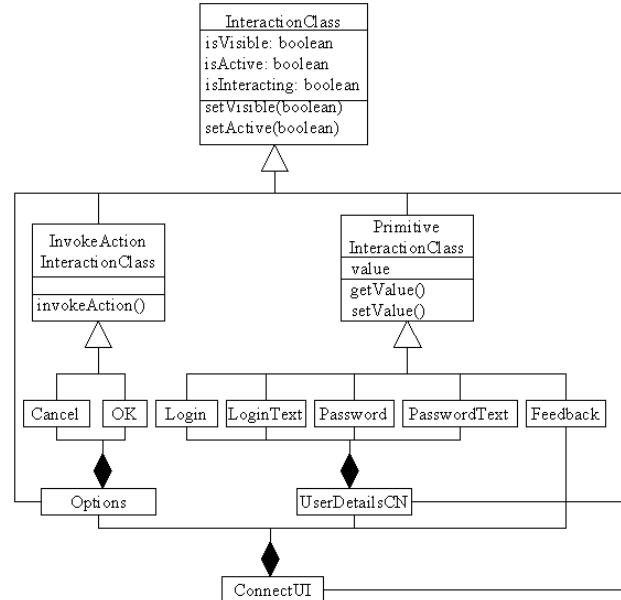 InteractionClass
isVisible: boolean
isActive: boolean
isInteracting: boolean
setVisible(boolean)
setActive(boolean)
InvokeAction
InteractionClass
invokeAction()
Primitive
InteractionClass
value
getValue()
setValue()
Cancel
OK
Login
LoginText
Password
PasswordText
Feedback
Options
UserDetailsCN
ConnectUI